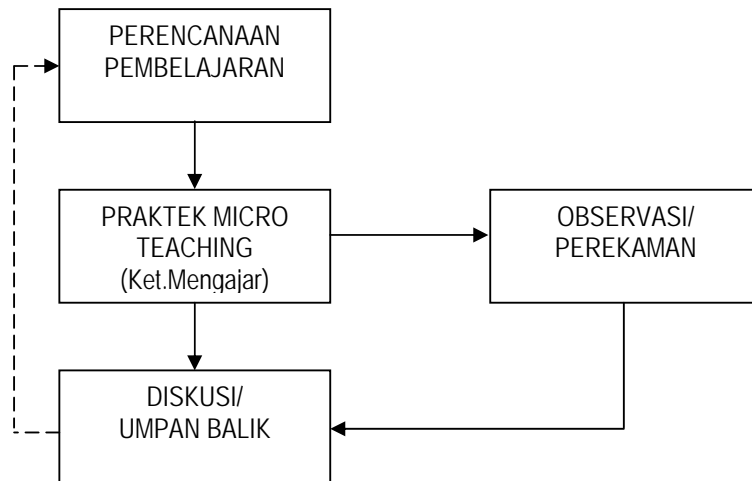 PERENCANAAN
PEMBELAJARAN
PRAKTEK MICRO
TEACHING
(Ket.Mengajar)
OBSERVASI/
PEREKAMAN
DISKUSI/
UMPAN BALIK